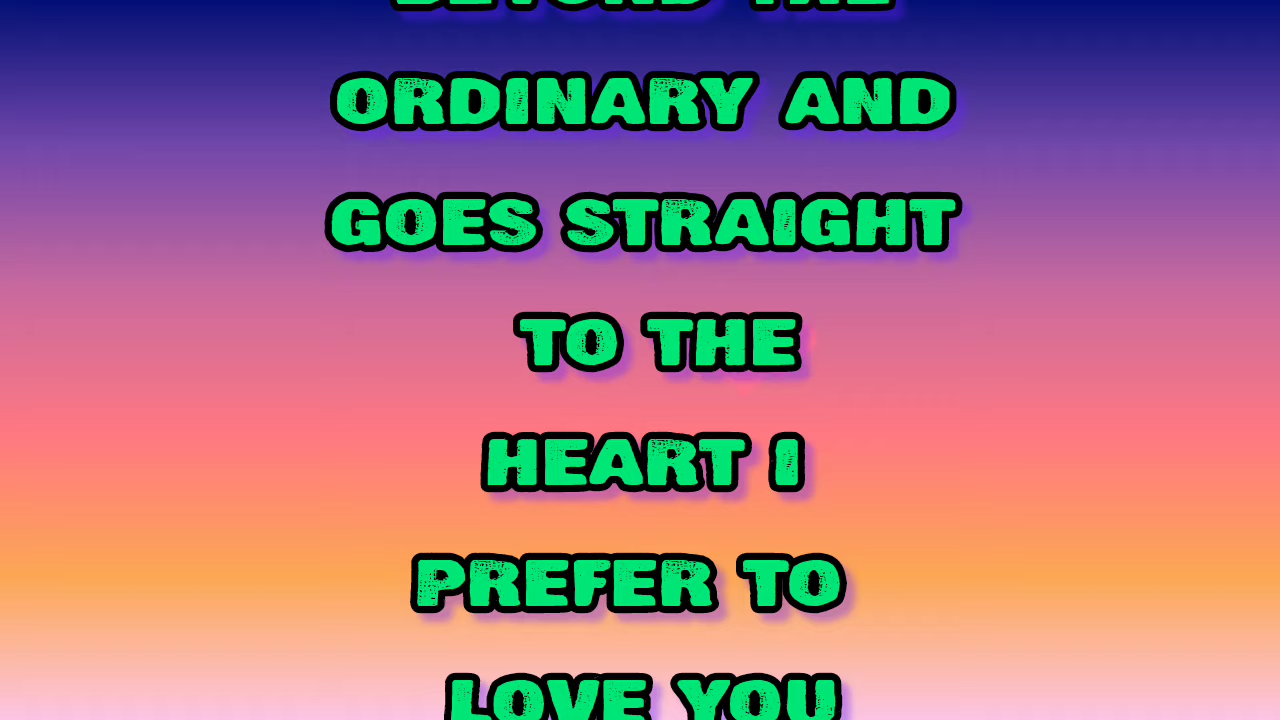 BEYOND THE
ORDINARY AND
GOES STRAIGHT
TO THE
HEART I
PREFER TO
LOVE YOU